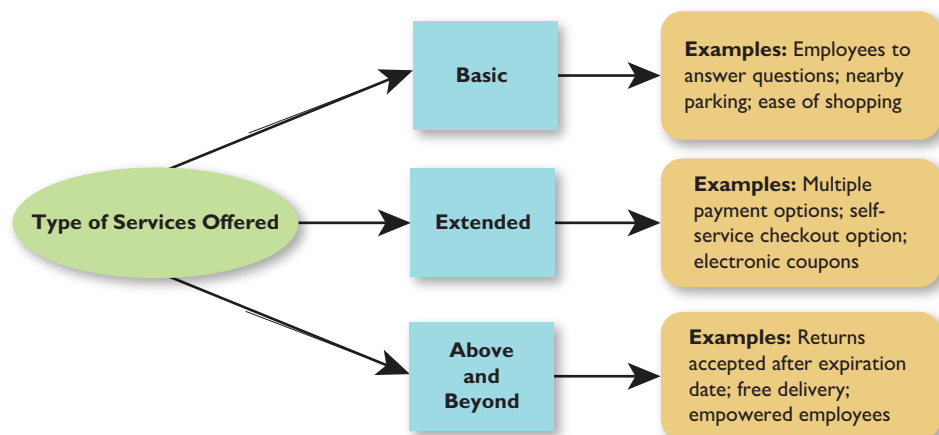 Basic
Examples: Employees to
answer questions; nearby
parking; ease of shopping
Type of Services Offered
Extended
Examples: Multiple
payment options; self-
service checkout option;
electronic coupons
Above
and
Beyond
Examples: Returns
accepted after expiration
date; free delivery;
empowered employees